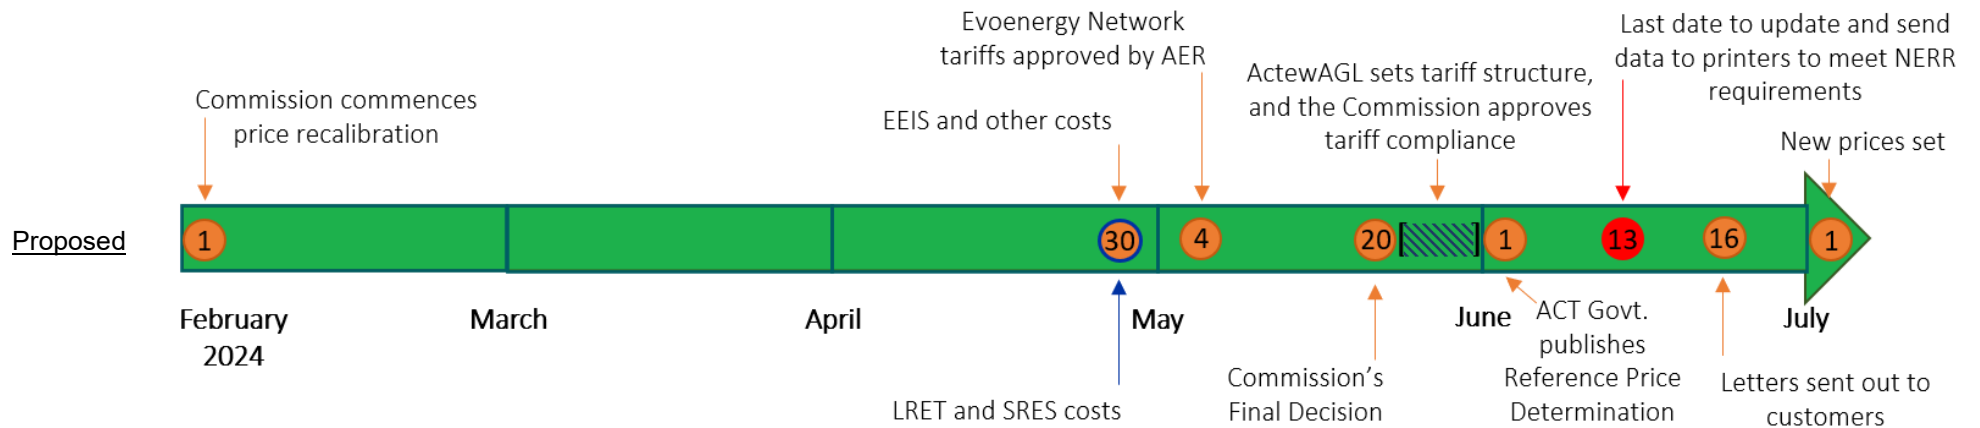 Evoenergy Network
tariffs approved by AER
Last date to update and send
data to printers to meet NERR
requirements
ActewAGL sets tariff structure,
and the Commission approves
tariff compliance
Commission commences
price recalibration
EEIS and other costs
New prices set
Proposed
1
30
4
20
[
]
1
13
16
1
February
2024
March
April
May
June
July
ACT Govt.
publishes
Reference Price
Determination
Commission’s
Final Decision
LRET and SRES costs
Letters sent out to
customers